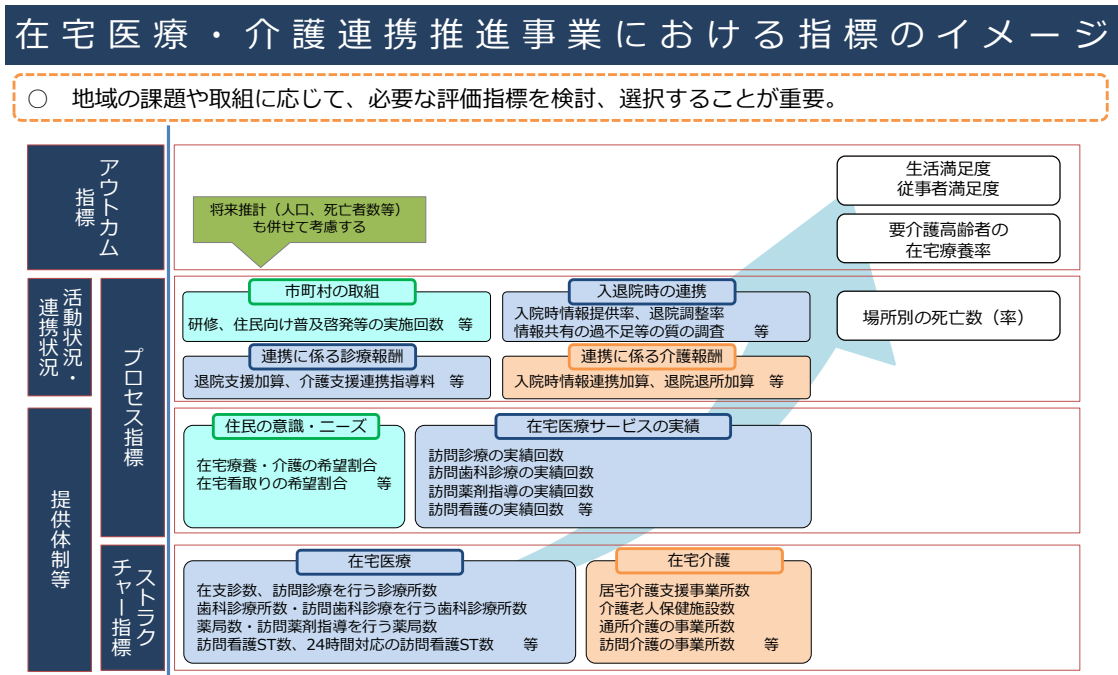 在宅医療・介護連携推進事業における指標のイメージ
○　地域の課題や取組に応じて、必要な評価指標を検討、選択することが重要。
アウトカム
指標
将来推計（人口、死亡者数等）
も併せて考慮する
生活満足度
従事者満足度
要介護高齢者の
在宅療養率
活動状況・
連携状況
プロセス指標
市町村の取組
研修、住民向け普及啓発等の実施回数　等
入退院時の連携
入院時情報提供率、退院調整率
情報共有の過不足等の質の調査　　等
場所別の死亡数（率）
連携に係る診療報酬
退院支援加算、介護支援連携指導料　等
連携に係る介護報酬
入院時情報連携加算、退院退所加算　等
提供体制等
住民の意識・ニーズ
在宅療養・介護の希望割合
在宅看取りの希望割合　　等
在宅医療サービスの実績
訪問診療の実績回数
訪問歯科診療の実績回数
訪問薬剤指導の実績回数
訪問看護の実績回数　等
ストラク
チャー指標
在宅医療
在支診数、訪問診療を行う診療所数
歯科診療所数・訪問歯科診療を行う歯科診療所数
薬局数・訪問薬剤指導を行う薬局数
訪問看護ST数、24時間対応の訪問看護ST数　　等
在宅介護
居宅介護支援事業所数
介護老人保健施設数
通所介護の事業所数
訪問介護の事業所数　　等